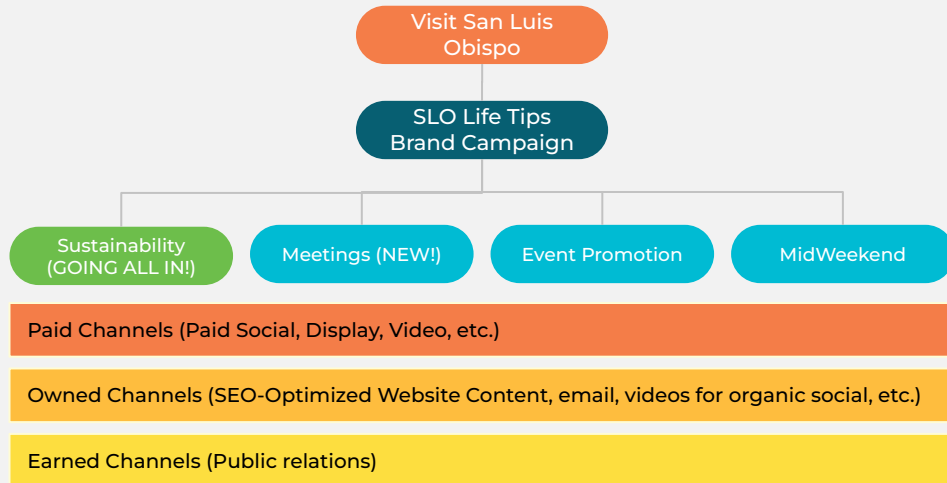 Visit San Luis
Obispo
SLO Life Tips
Brand Campaign
Sustainability
(GOING ALL IN!)
Meetings (NEW!)
Event Promotion
MidWeekend
Paid Channels (Paid Social, Display, Video, etc.)
Owned Channels (SEO-Optimized Website Content, email, videos for organic social, etc.)
Earned Channels (Public relations)